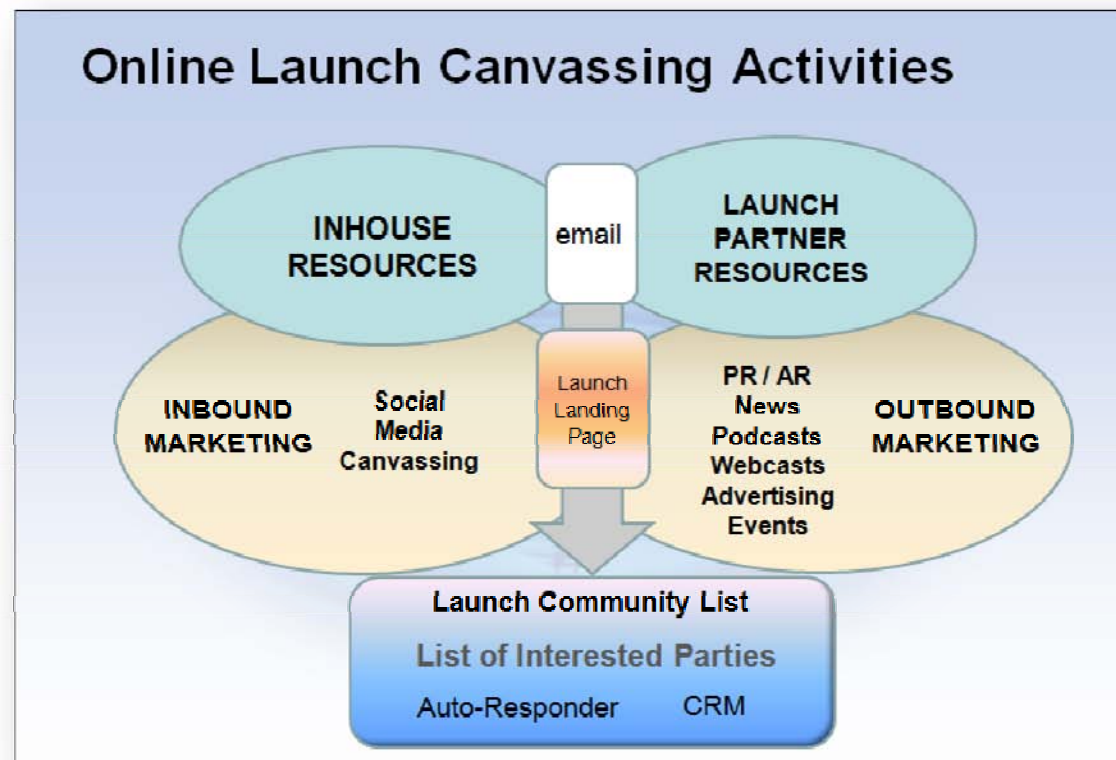 Online Launch Canvassing Activities
INHOUSE
RESOURCES
email
LAUNCH
PARTNER
RESOURCES
INBOUND
MARKETING
Social
Media
Canvassing
Launch
Landing
Page
PR / AR
News
Podcasts
Webcasts
Advertising
Events
OUTBOUND
MARKETING
Launch Community List
List of Interested Parties
Auto-Responder CRM